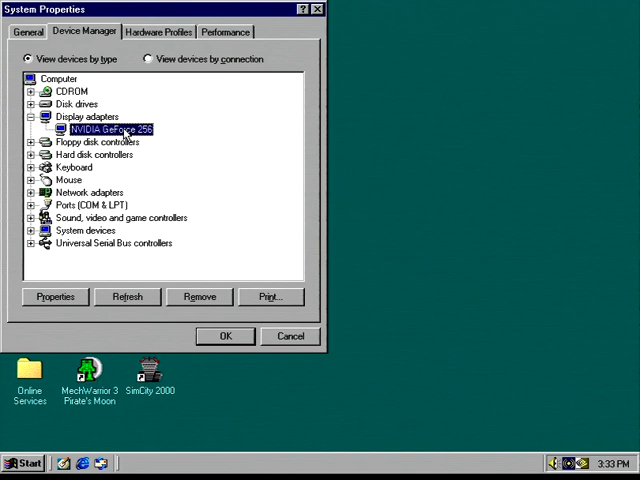 System Properties
General
Device Manager
Hardware Profiles
Performance
View devices by type
View devices by connection
Computer
CDROM
Disk drives
Display adapters
NVIDIA GeForce 256
Floppy disk controllers
Hard disk controllers
Keyboard
Mouse
Network adapters
Ports (COM & LPT)
Sound, video and game controllers
System devices
Universal Serial Bus controllers
Properties
Refresh
Remove
Print...
OK
Cancel
Online
Services
MechWarrior 3
Pirate's Moon
SimCity 2000
Start
3:33 PM